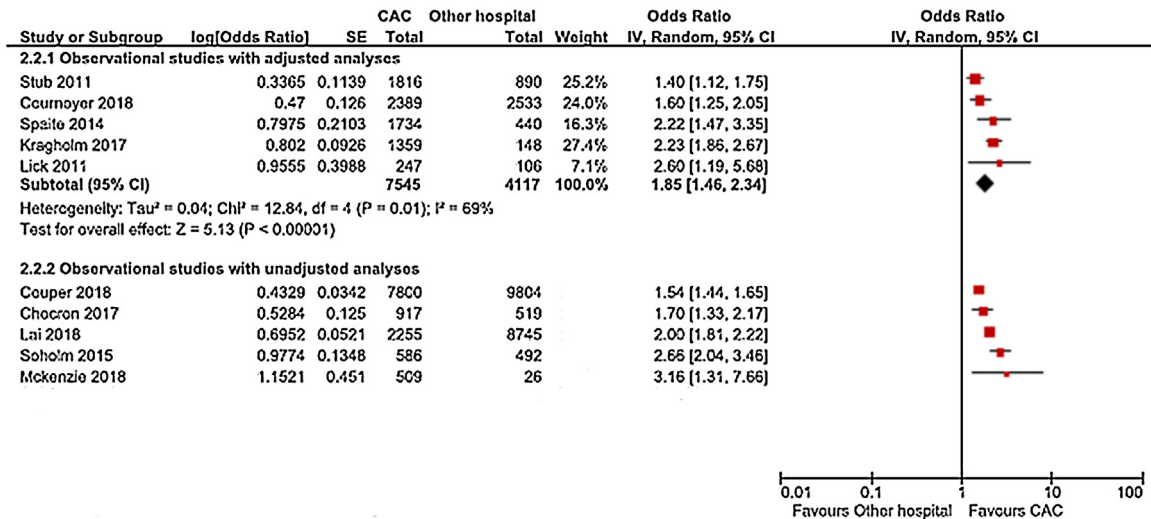 CAC Other hospital Odds Ratio Odds Ratio
Study or Subgroup log[Odds Ratio] SE Total Total Weight IV, Random, 95% CI IV, Random, 95% CI
2.2.1 Observational studies with adjusted analyses
Stub 2011 0.3365 0.1139 1816 890 25.2% 1.40 [1.12, 1.75]
Cournoyer 2018 0.47 0.126 2389 2533 24.0% 1.60 [1.25, 2.05]
Spaite 2014 0.7975 0.2103 1734 440 16.3% 2.22 [1.47, 3.35]
Kragholm 2017 0.802 0.0926 1359 148 27.4% 2.23 [1.86, 2.67]
Lick 2011 0.9555 0.3988 247 106 7.1% 2.60 [1.19, 5.68]
Subtotal (95% CI) 7545 4117 100.0% 1.85 [1.46, 2.34]
Heterogeneity: Tau² = 0.04; Chi² = 12.84, df = 4 (P = 0.01); I² = 69%
Test for overall effect: Z = 5.13 (P < 0.00001)
2.2.2 Observational studies with unadjusted analyses
Couper 2018 0.4329 0.0342 7800 9804 1.54 [1.44, 1.65]
Chocron 2017 0.5284 0.125 917 519 1.70 [1.33, 2.17]
Lai 2018 0.6952 0.0521 2255 8745 2.00 [1.81, 2.22]
Soholm 2015 0.9774 0.1348 586 492 2.66 [2.04, 3.46]
Mckenzie 2018 1.1521 0.451 509 26 3.16 [1.31, 7.66]
0.01 0.1 1 10 100
Favours Other hospital Favours CAC